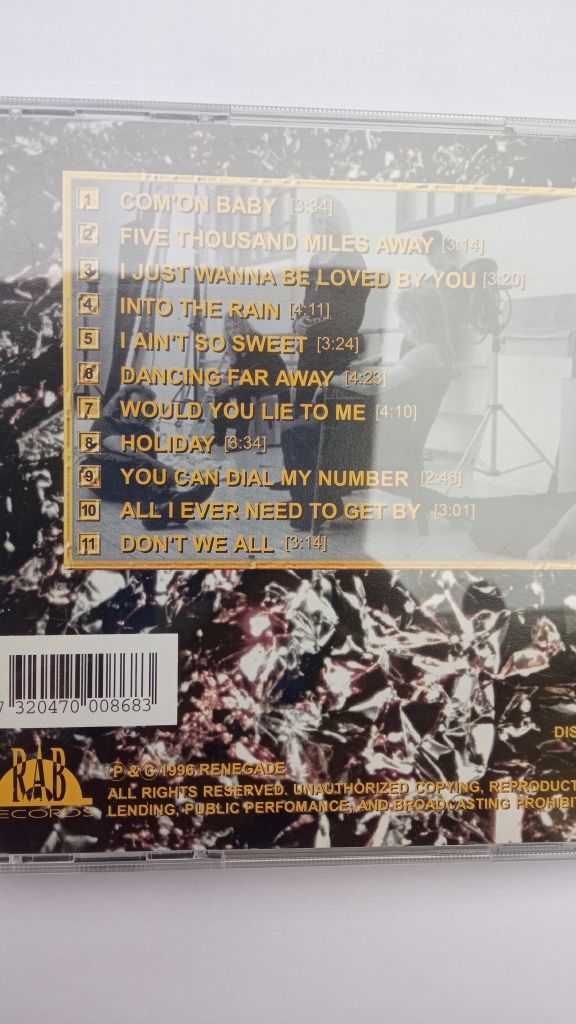 1 COM'ON BABY [3:34]
2 FIVE THOUSAND MILES AWAY [3:14]
3 I JUST WANNA BE LOVED BY YOU [3:20]
4 INTO THE RAIN [4:11]
5 I AIN'T SO SWEET [3:24]
6 DANCING FAR AWAY [4:23]
7 WOULD YOU LIE TO ME [4:10]
8 HOLIDAY [3:34]
9 YOU CAN DIAL MY NUMBER [2:46]
10 ALL I EVER NEED TO GET BY [3:01]
11 DON'T WE ALL [3:14]
7 320470 008683
DIS
RAB
ECORDS
P & C 1996 RENEGADE
ALL RIGHTS RESERVED. UNAUTHORIZED COPYING, REPRODUCT
LENDING, PUBLIC PERFOMANCE, AND BROADCASTING PROHIBI